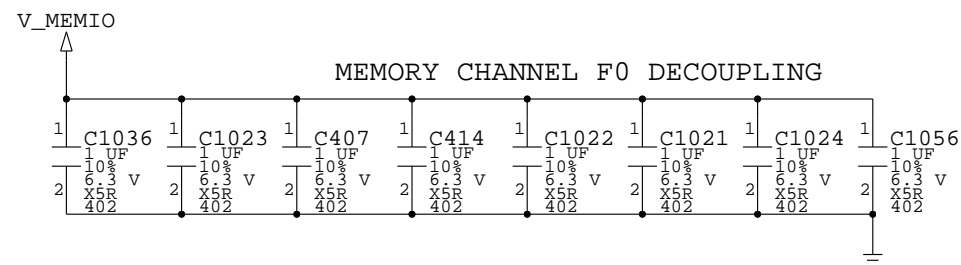 V_MEMIO
MEMORY CHANNEL F0 DECOUPLING
1 C1036
1 UF
10%
6.3 V
2 X5R
402
1 C1023
1 UF
10%
6.3 V
2 X5R
402
1 C407
1 UF
10%
6.3 V
2 X5R
402
1 C414
1 UF
10%
6.3 V
2 X5R
402
1 C1022
1 UF
10%
6.3 V
2 X5R
402
1 C1021
1 UF
10%
6.3 V
2 X5R
402
1 C1024
1 UF
10%
6.3 V
2 X5R
402
1 C1056
1 UF
10%
6.3 V
2 X5R
402